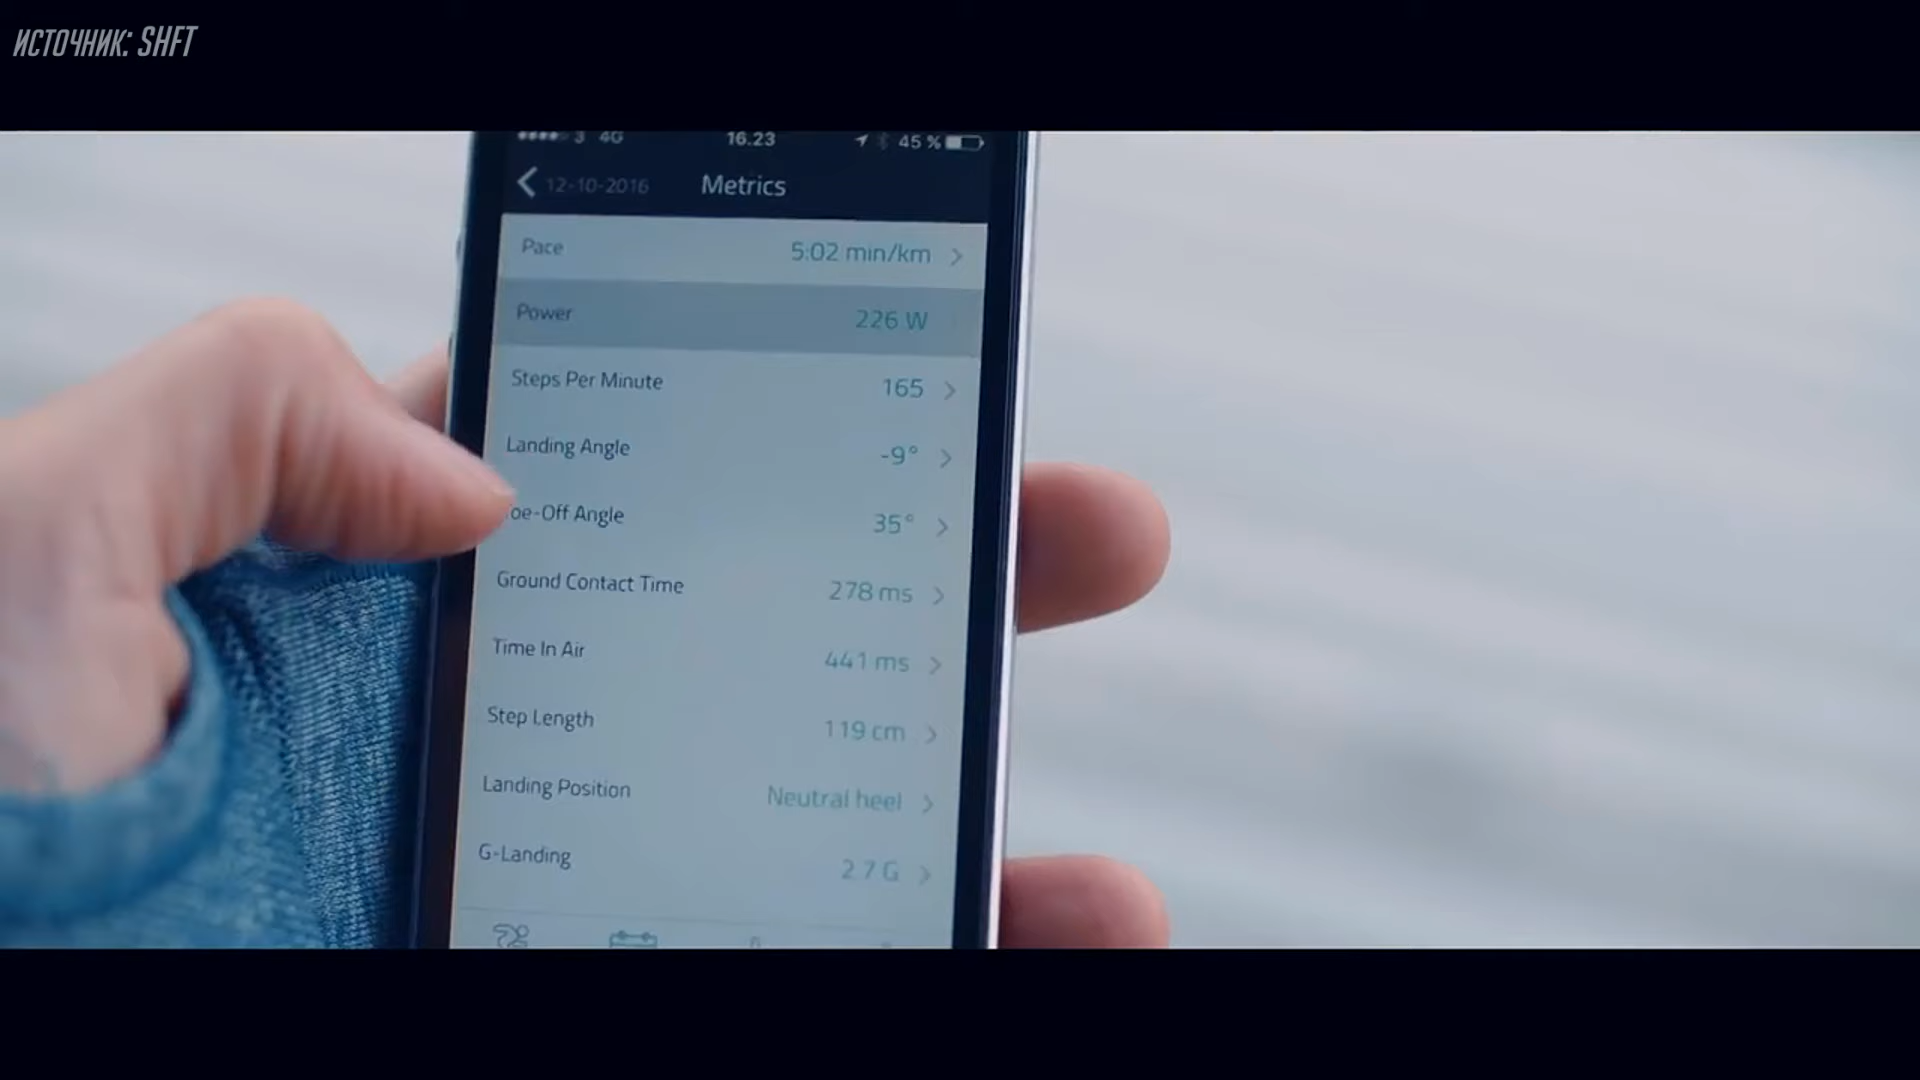 ИСТОЧНИК: SHFT
3 4G 16.23 45 %
12-10-2016 Metrics
Pace 5:02 min/km
Power 226 W
Steps Per Minute 165
Landing Angle -9°
oe-Off Angle 35°
Ground Contact Time 278 ms
Time In Air 441 ms
Step Length 119 cm
Landing Position Neutral heel
G-Landing 2.7 G